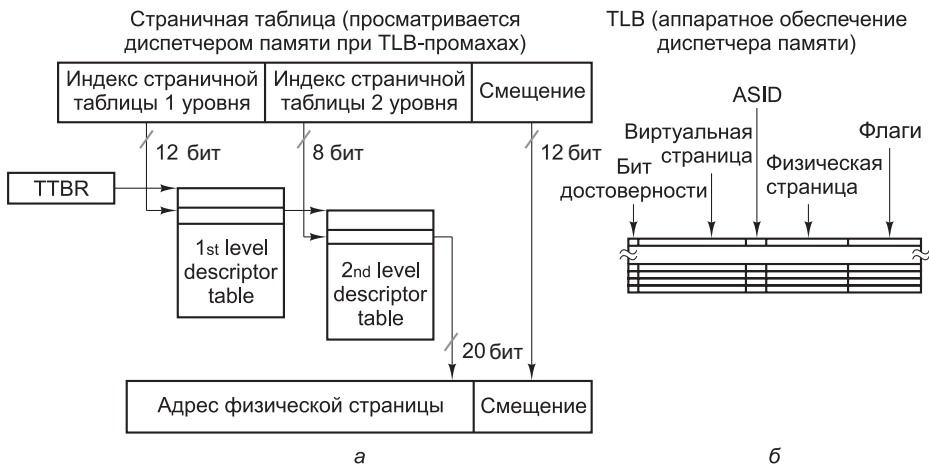 Страничная таблица (просматривается
диспетчером памяти при TLB-промахах)
Индекс страничной
таблицы 1 уровня
Индекс страничной
таблицы 2 уровня
Смещение
12 бит
8 бит
12 бит
TTBR
1st level
descriptor
table
2nd level
descriptor
table
20 бит
Адрес физической страницы
Смещение
а
TLB (аппаратное обеспечение
диспетчера памяти)
ASID
Виртуальная
страница
Флаги
Бит
достоверности
Физическая
страница
б